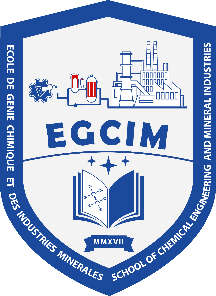 ECOLE DE GENIE CHIMIQUE ET DES INDUSTRIES MINERALES
SCHOOL OF CHEMICAL ENGINEERING AND MINERAL INDUSTRIES
EGCIM
MMXVII